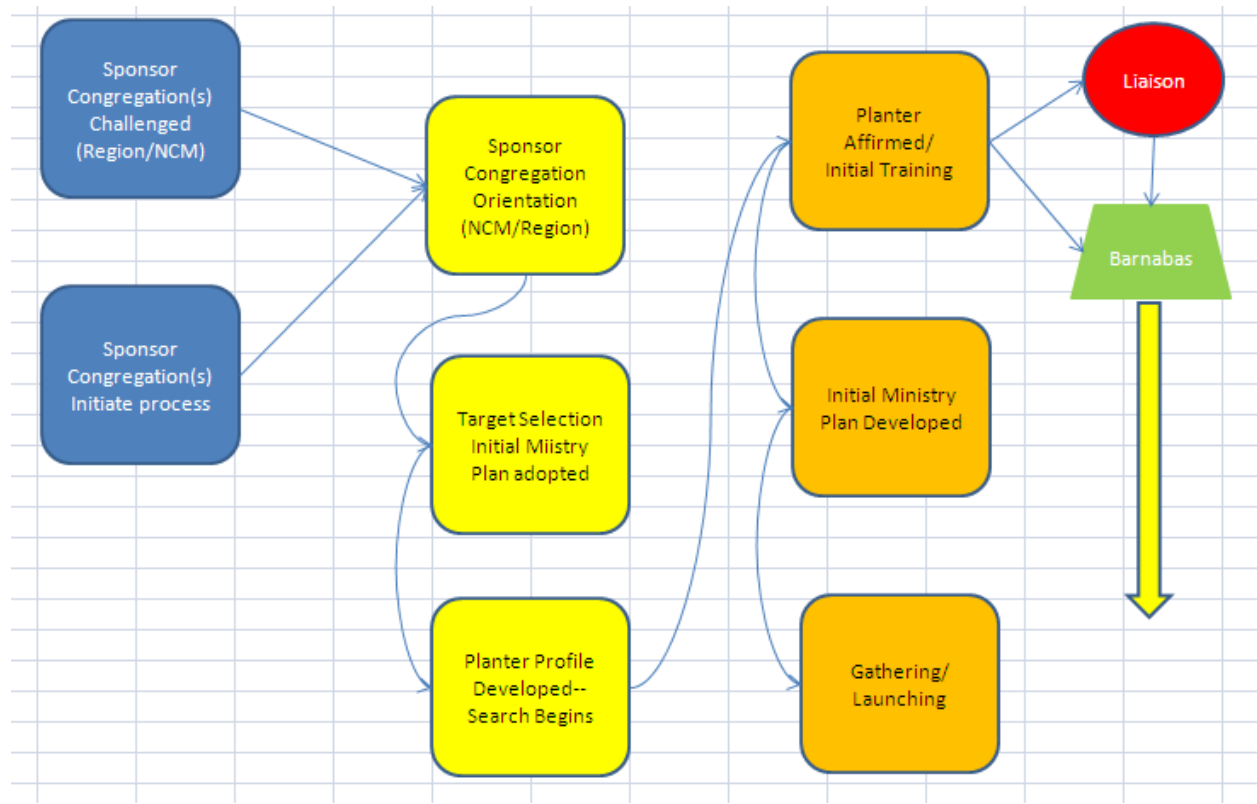 Sponsor
Congregation(s)
Challenged
(Region/NCM)
Sponsor
Congregation(s)
Initiate process
Sponsor
Congregation
Orientation
(NCM/Region)
Target Selection
Initial Miistry
Plan adopted
Planter Profile
Developed--
Search Begins
Planter
Affirmed/
Initial Training
Initial Ministry
Plan Developed
Gathering/
Launching
Liaison
Barnabas